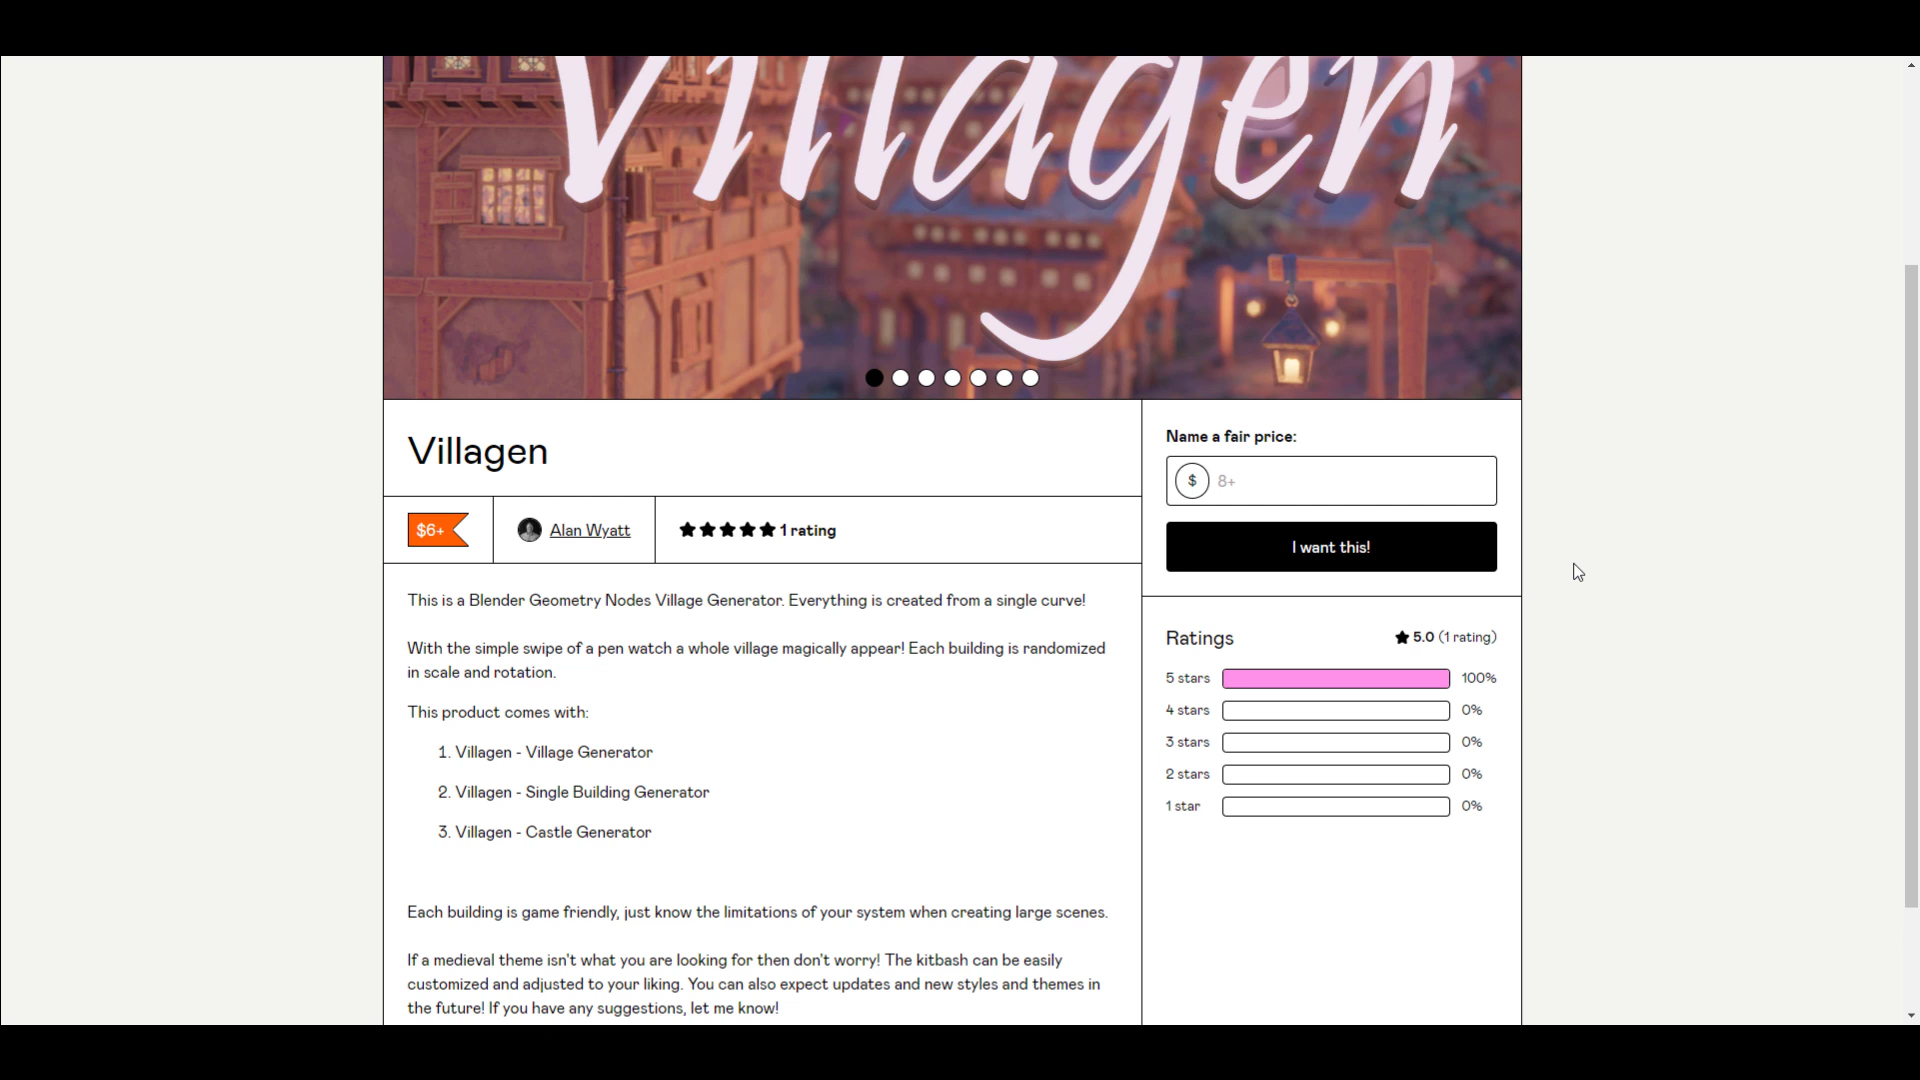 Villagen
Villagen
Name a fair price:
$ 8+
$6+
Alan Wyatt
1 rating
I want this!
This is a Blender Geometry Nodes Village Generator. Everything is created from a single curve!
With the simple swipe of a pen watch a whole village magically appear! Each building is randomized
in scale and rotation.
This product comes with:
1. Villagen - Village Generator
2. Villagen - Single Building Generator
3. Villagen - Castle Generator
Each building is game friendly, just know the limitations of your system when creating large scenes.
If a medieval theme isn't what you are looking for then don't worry! The kitbash can be easily
customized and adjusted to your liking. You can also expect updates and new styles and themes in
the future! If you have any suggestions, let me know!
Ratings
5.0 (1 rating)
5 stars 100%
4 stars 0%
3 stars 0%
2 stars 0%
1 star 0%